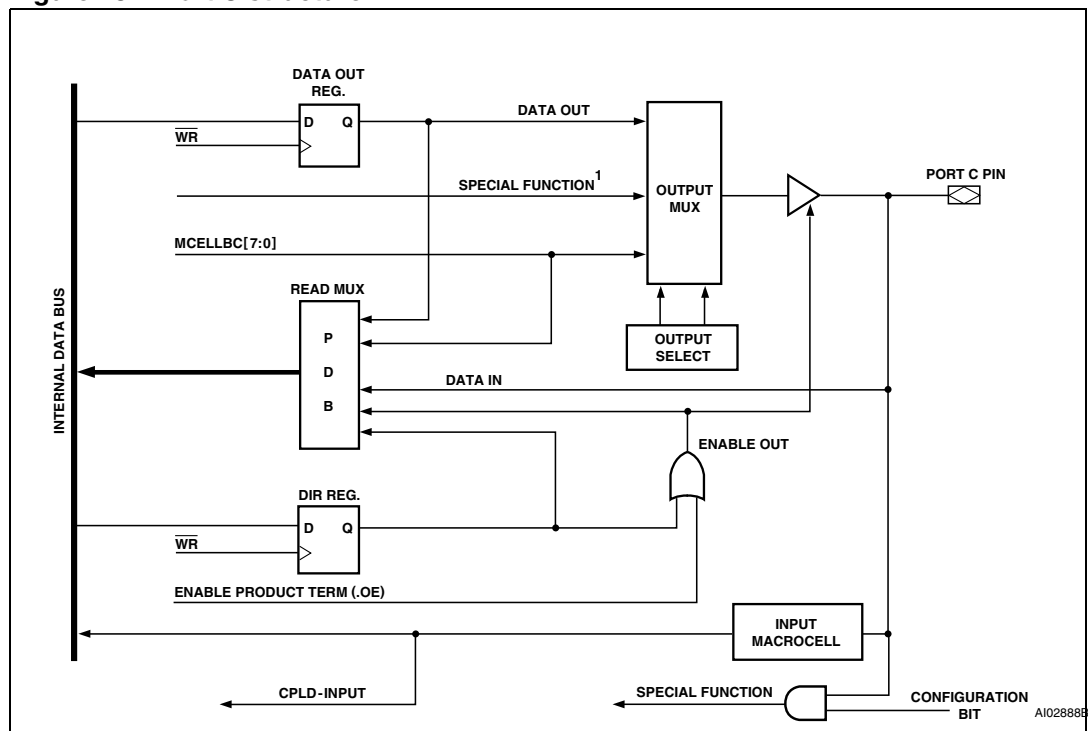 DATA OUT
REG.
D Q
WR
DATA OUT
SPECIAL FUNCTION1
OUTPUT
MUX
PORT C PIN
MCELLBC[7:0]
READ MUX
P
D
B
OUTPUT
SELECT
INTERNAL DATA BUS
DATA IN
ENABLE OUT
DIR REG.
D Q
WR
ENABLE PRODUCT TERM (.OE)
INPUT
MACROCELL
CPLD-INPUT
SPECIAL FUNCTION
CONFIGURATION
BIT
AI02888B